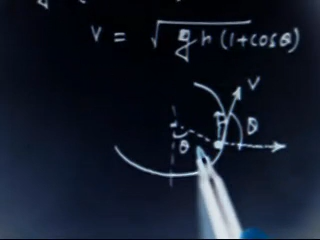 V = √gh(1+cosθ)
V
θ
θ